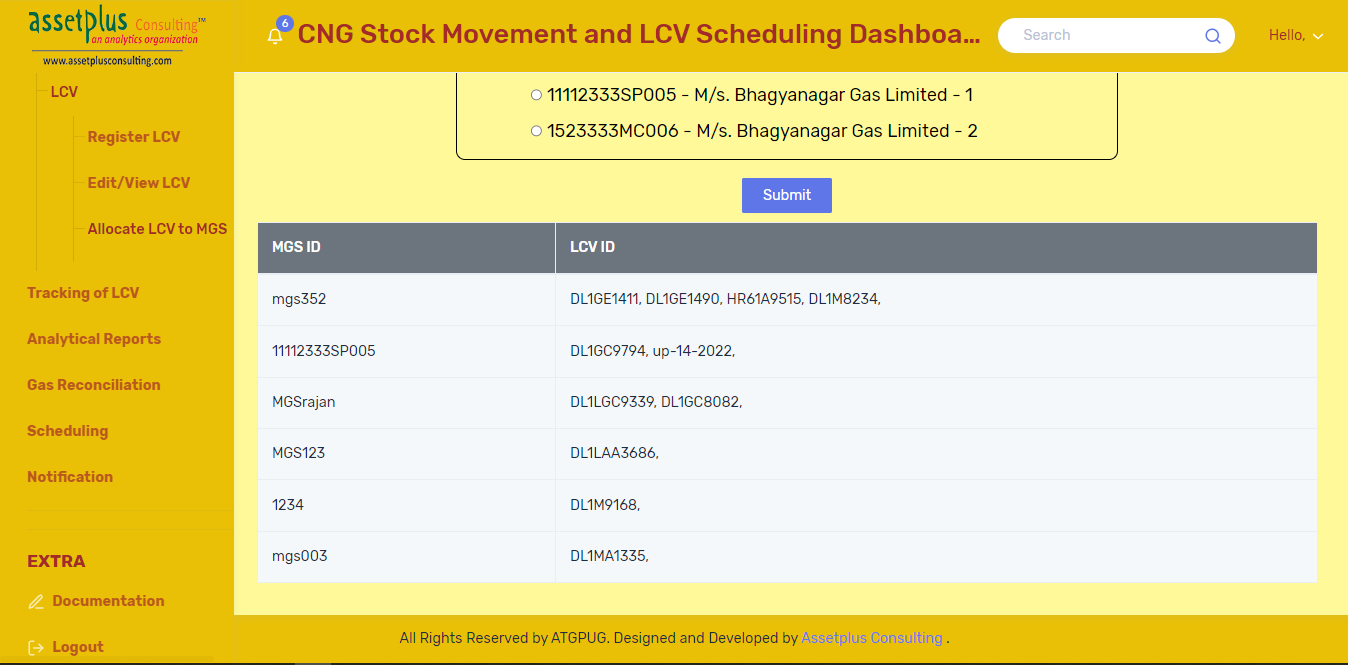 assetplus Consulting™
an analytics organization
www.assetplusconsulting.com
6
CNG Stock Movement and LCV Scheduling Dashboa...
Search
Hello,
LCV
Register LCV
Edit/View LCV
Allocate LCV to MGS
Tracking of LCV
Analytical Reports
Gas Reconciliation
Scheduling
Notification
EXTRA
Documentation
Logout
11112333SP005 - M/s. Bhagyanagar Gas Limited - 1
1523333MC006 - M/s. Bhagyanagar Gas Limited - 2
Submit
MGS ID LCV ID
mgs352 DL1GE1411, DL1GE1490, HR61A9515, DL1M8234,
11112333SP005 DL1GC9794, up-14-2022,
MGSrajan DL1LGC9339, DL1GC8082,
MGS123 DL1LAA3686,
1234 DL1M9168,
mgs003 DL1MA1335,
All Rights Reserved by ATGPUG. Designed and Developed by Assetplus Consulting .